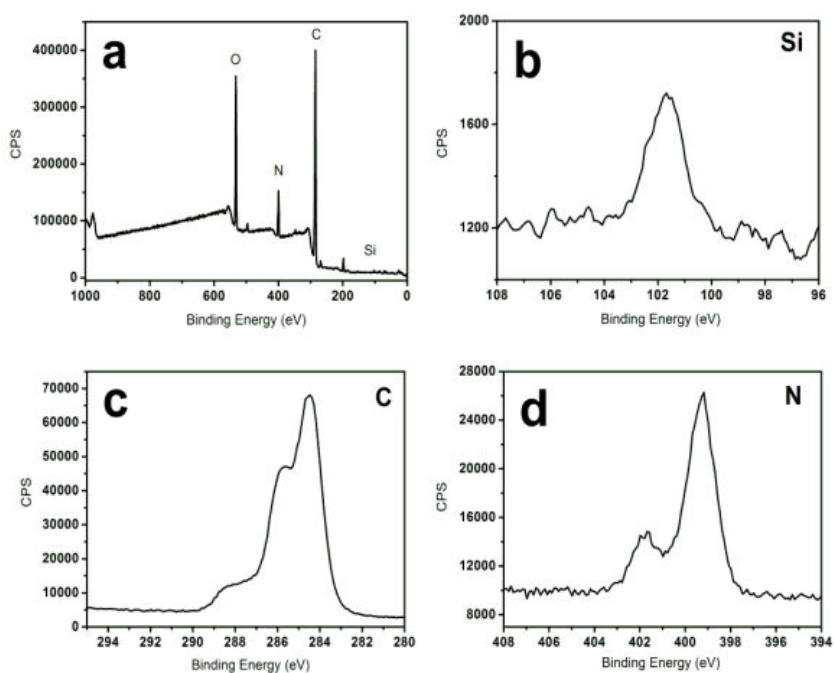 a
O
N
C
Si
400000
300000
200000
100000
0
CPS
1000 800 600 400 200 0
Binding Energy (eV)
b
Si
2000
1600
1200
CPS
108 106 104 102 100 98 96
Binding Energy (eV)
c
C
70000
60000
50000
40000
30000
20000
10000
0
CPS
294 292 290 288 286 284 282 280
Binding Energy (eV)
d
N
28000
24000
20000
16000
12000
8000
CPS
408 406 404 402 400 398 396 394
Binding Energy (eV)